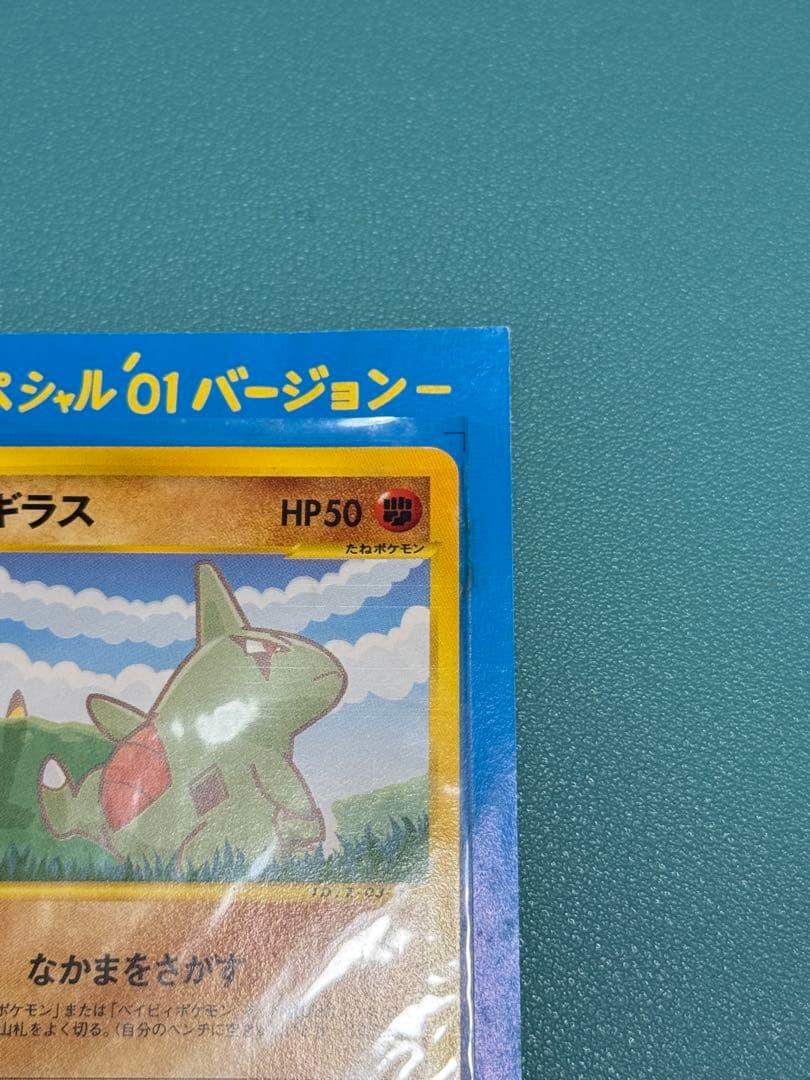 ペシャル'01バージョンー
ギラス HP50
たねポケモン
なかまをさがす
ポケモン」または「ベイビィポケモン
山札をよく切る。(自分のベンチに空き